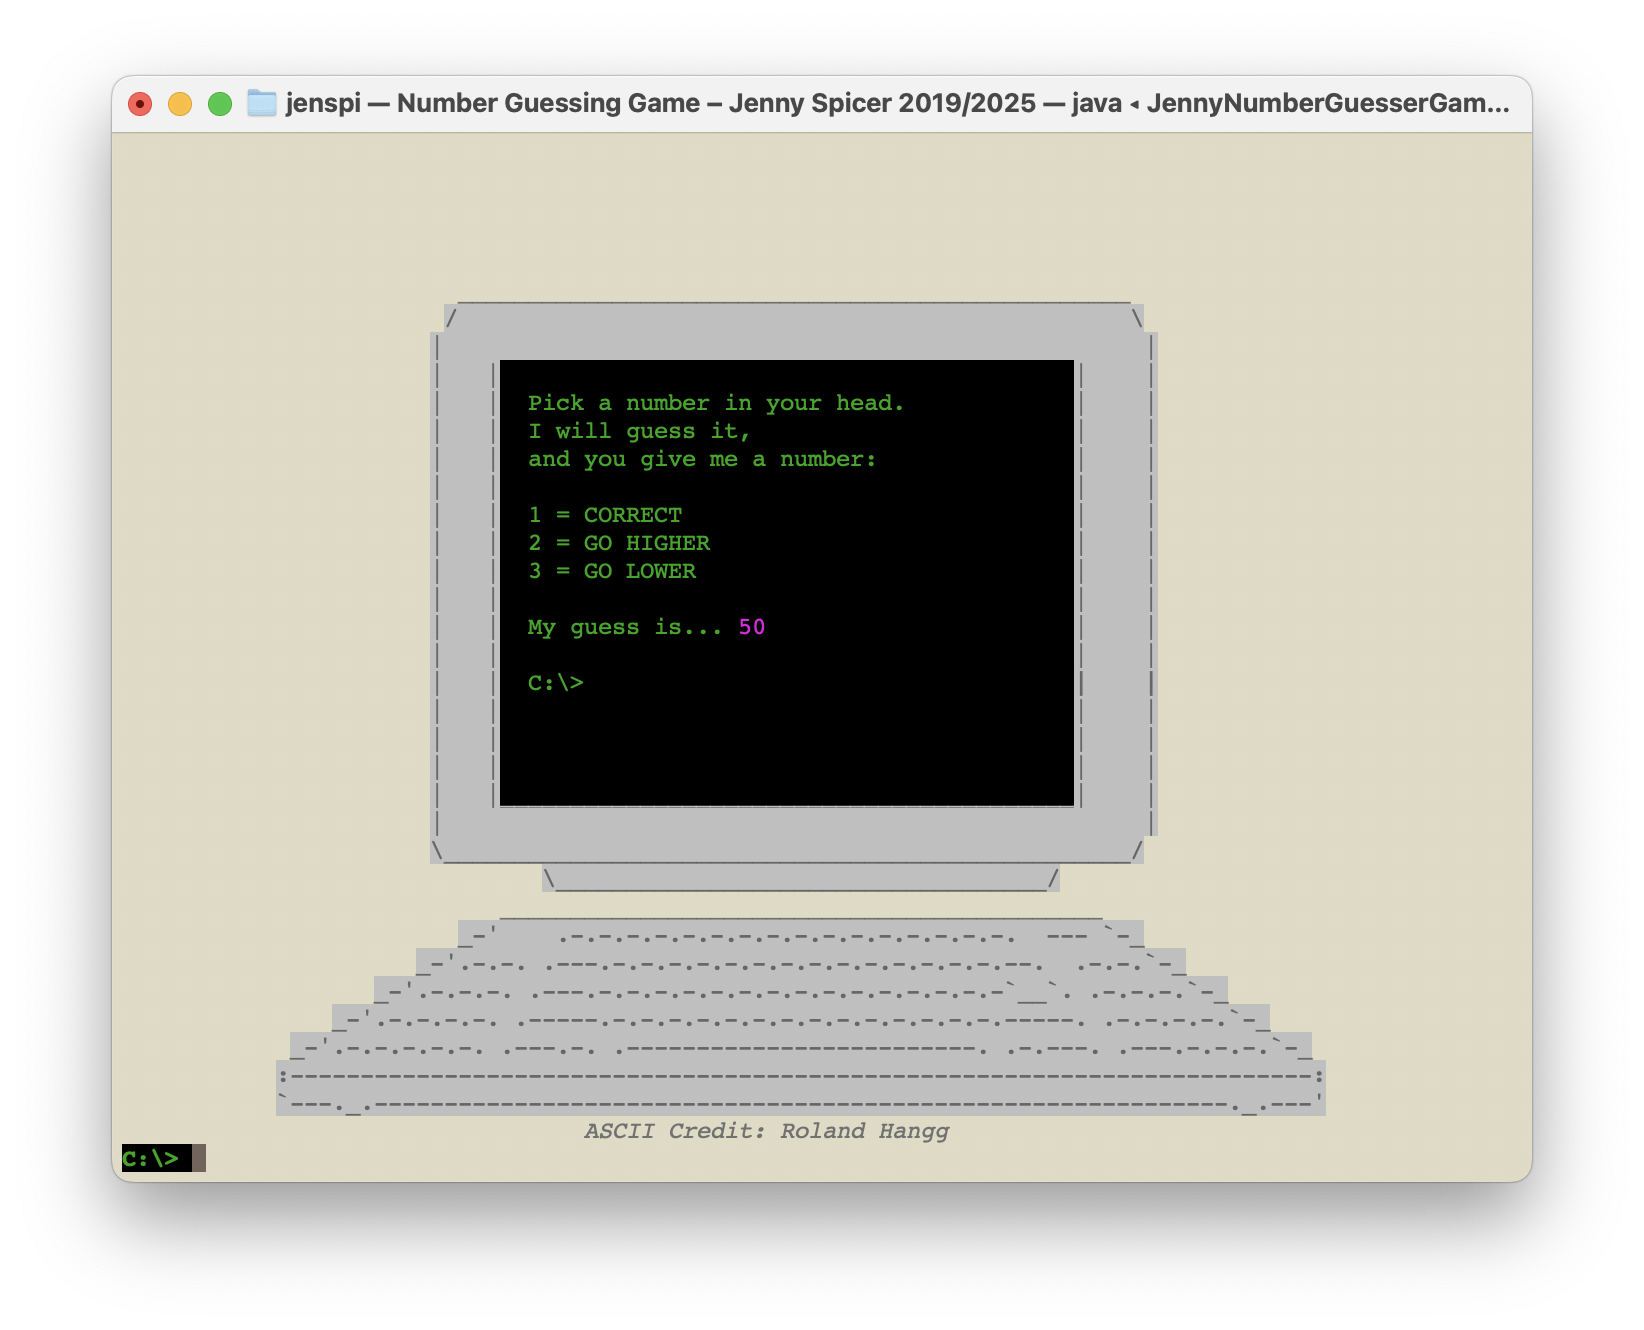 jenspi — Number Guessing Game – Jenny Spicer 2019/2025 — java ◂ JennyNumberGuesserGam...
Pick a number in your head.
I will guess it,
and you give me a number:
1 = CORRECT
2 = GO HIGHER
3 = GO LOWER
My guess is... 50
C:\>
ASCII Credit: Roland Hangg
C:\>